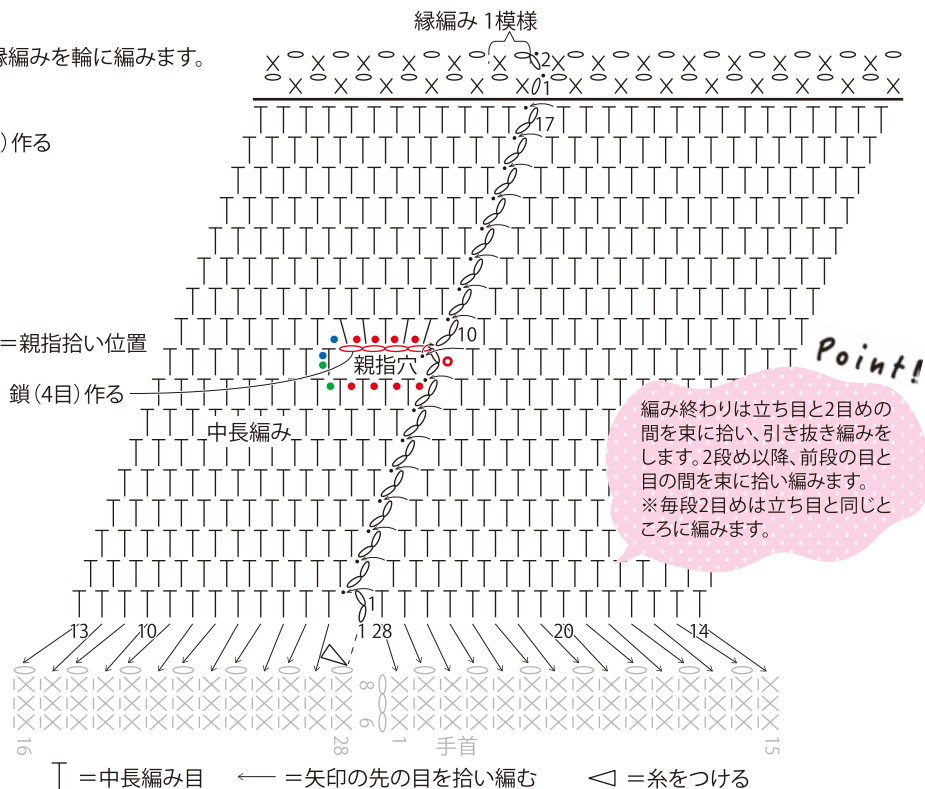 縁編み 1模様
縁編みを輪に編みます。
2
1
)作る
17
10
=親指拾い位置
親指穴
鎖(4目)作る
中長編み
Point!
編み終わりは立ち目と2目めの
間を束に拾い、引き抜き編みを
します。2段め以降、前段の目と
目の間を束に拾い編みます。
※毎段2目めは立ち目と同じと
ころに編みます。
1
13 10 1 28 20 14
8
6
16 28 1 手首 15
=中長編み目 =矢印の先の目を拾い編む =糸をつける